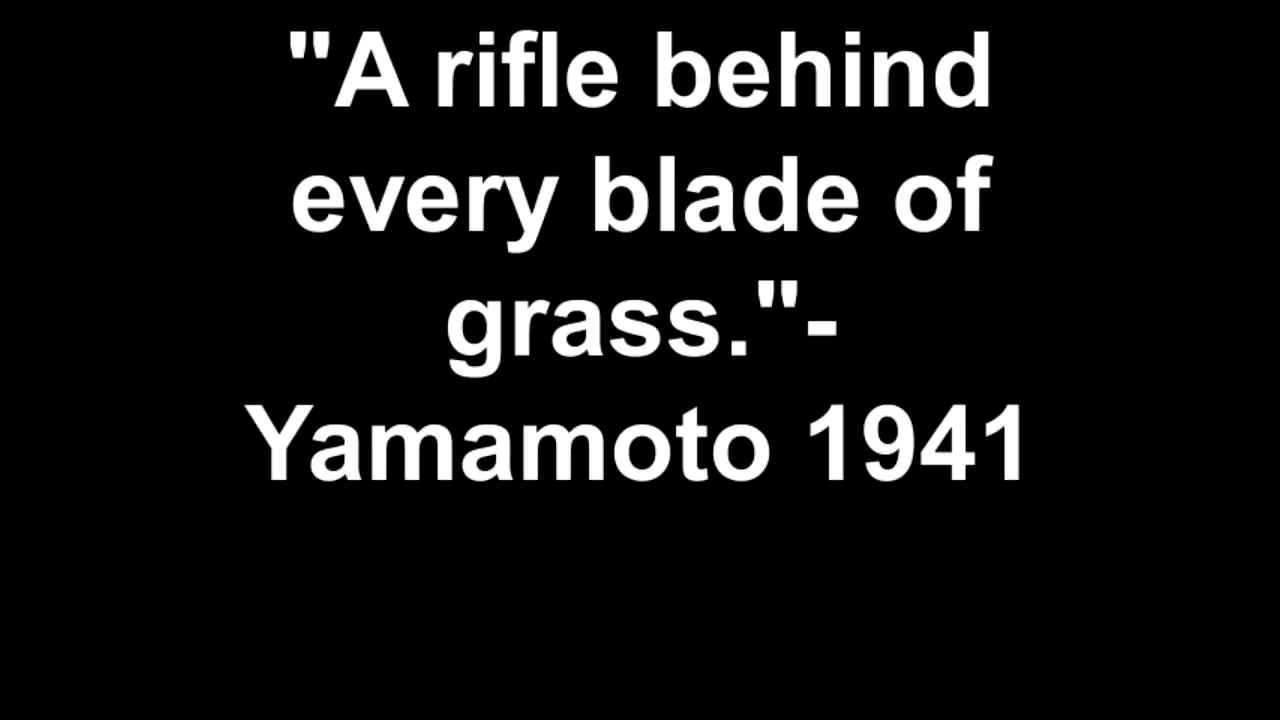 "A rifle behind
every blade of
grass."-
Yamamoto 1941